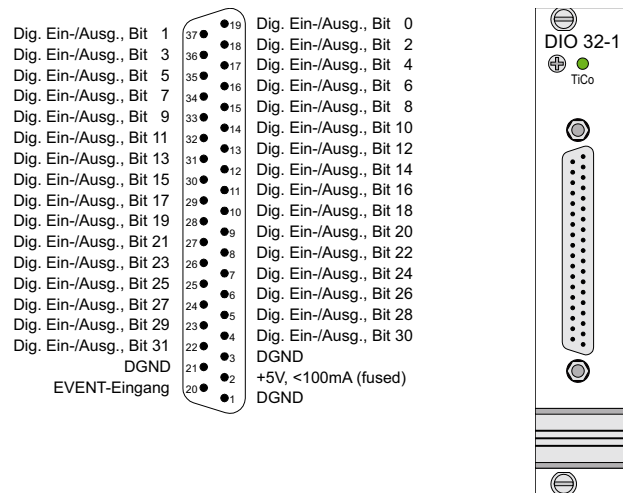 19 Dig. Ein-/Ausg., Bit 0
Dig. Ein-/Ausg., Bit 1 37
18 Dig. Ein-/Ausg., Bit 2
Dig. Ein-/Ausg., Bit 3 36
17 Dig. Ein-/Ausg., Bit 4
Dig. Ein-/Ausg., Bit 5 35
16 Dig. Ein-/Ausg., Bit 6
Dig. Ein-/Ausg., Bit 7 34
15 Dig. Ein-/Ausg., Bit 8
Dig. Ein-/Ausg., Bit 9 33
14 Dig. Ein-/Ausg., Bit 10
Dig. Ein-/Ausg., Bit 11 32
13 Dig. Ein-/Ausg., Bit 12
Dig. Ein-/Ausg., Bit 13 31
12 Dig. Ein-/Ausg., Bit 14
Dig. Ein-/Ausg., Bit 15 30
11 Dig. Ein-/Ausg., Bit 16
Dig. Ein-/Ausg., Bit 17 29
10 Dig. Ein-/Ausg., Bit 18
Dig. Ein-/Ausg., Bit 19 28
9 Dig. Ein-/Ausg., Bit 20
Dig. Ein-/Ausg., Bit 21 27
8 Dig. Ein-/Ausg., Bit 22
Dig. Ein-/Ausg., Bit 23 26
7 Dig. Ein-/Ausg., Bit 24
Dig. Ein-/Ausg., Bit 25 25
6 Dig. Ein-/Ausg., Bit 26
Dig. Ein-/Ausg., Bit 27 24
5 Dig. Ein-/Ausg., Bit 28
Dig. Ein-/Ausg., Bit 29 23
4 Dig. Ein-/Ausg., Bit 30
Dig. Ein-/Ausg., Bit 31 22
3 DGND
DGND 21
2 +5V, <100mA (fused)
EVENT-Eingang 20
1 DGND
DIO 32-1
TiCo